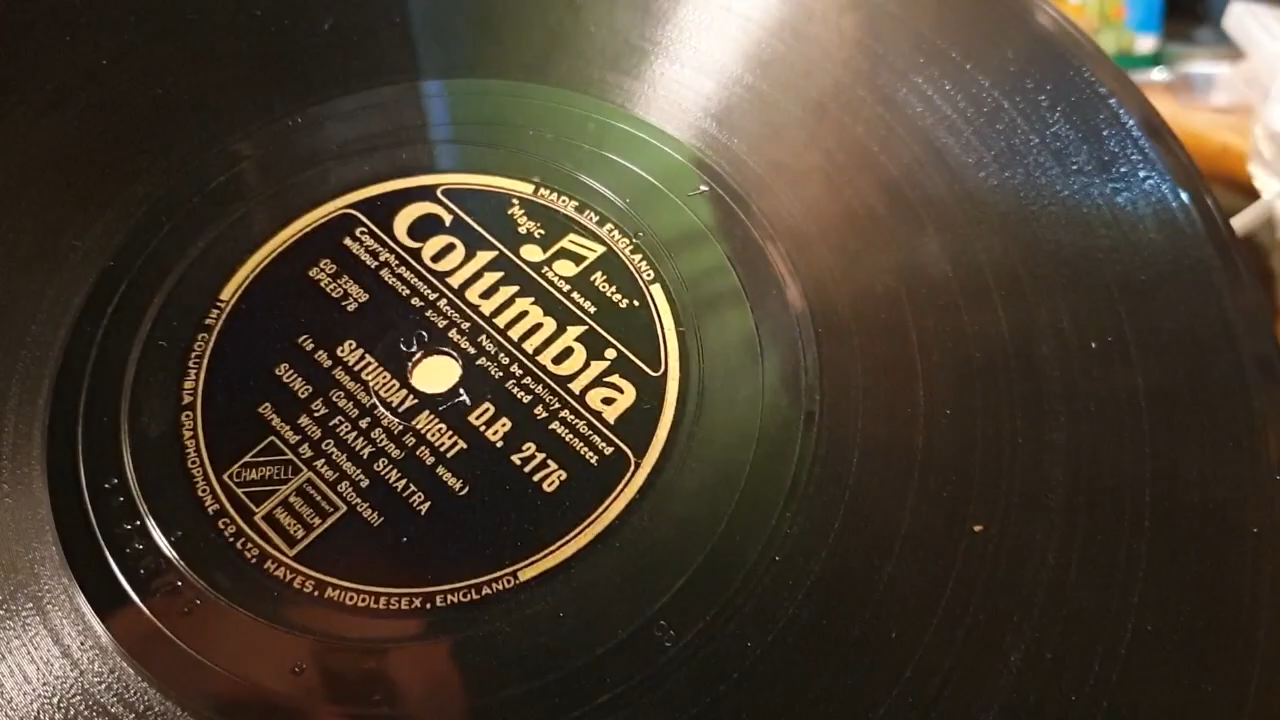 MADE IN ENGLAND
"Magic Notes"
TRADE MARK
Columbia
Copyright, patented Record. Not to be publicly performed
without licence or sold below price fixed by patentees.
CO 33809
SPEED 78
D.B. 2176
SATURDAY NIGHT
(Is the loneliest night in the week)
(Cahn & Styne)
SUNG by FRANK SINATRA
With Orchestra
Directed by Axel Stordahl
CHAPPELL
COPYRIGHT
WILHELM
HANSEN
THE COLUMBIA GRAPHOPHONE CO, LTD, HAYES, MIDDLESEX, ENGLAND.